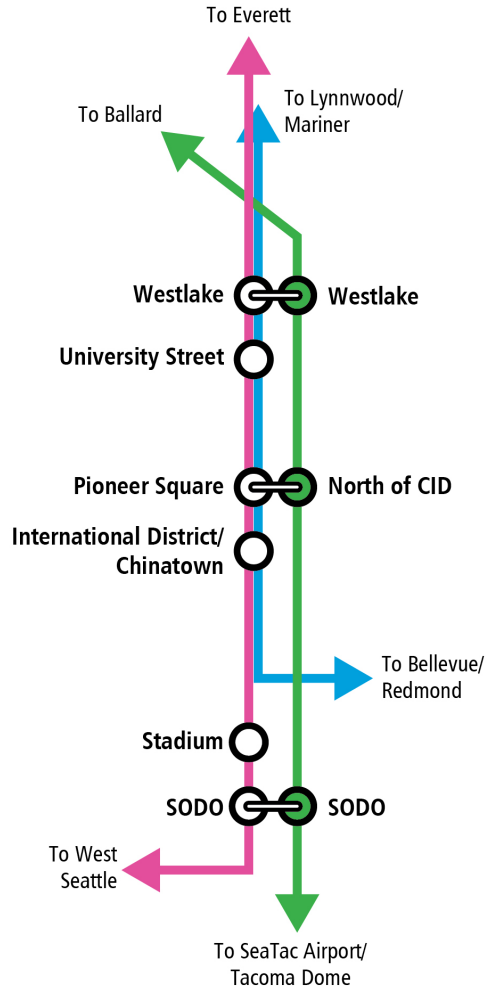 To Everett
To Lynnwood/
Mariner
To Ballard
Westlake
Westlake
University Street
Pioneer Square
North of CID
International District/
Chinatown
To Bellevue/
Redmond
Stadium
SODO
SODO
To West
Seattle
To SeaTac Airport/
Tacoma Dome